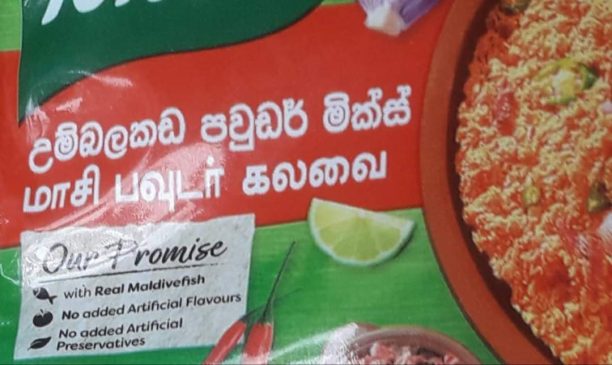 උම්බලකඩ පවුඩර් මික්ස්
மாசி பவுடர் கலவை
Our Promise
with Real Maldivefish
No added Artificial Flavours
No added Artificial
Preservatives